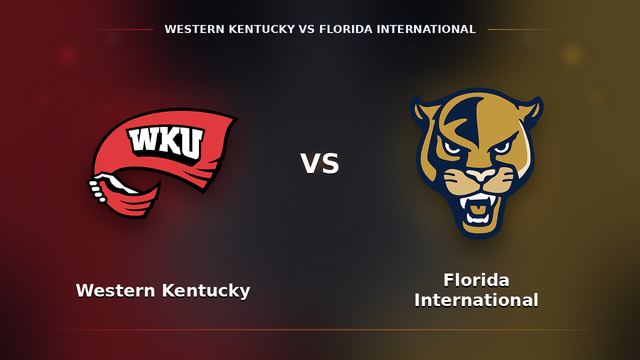 WESTERN KENTUCKY VS FLORIDA INTERNATIONAL
WKU
VS
Western Kentucky
Florida
International